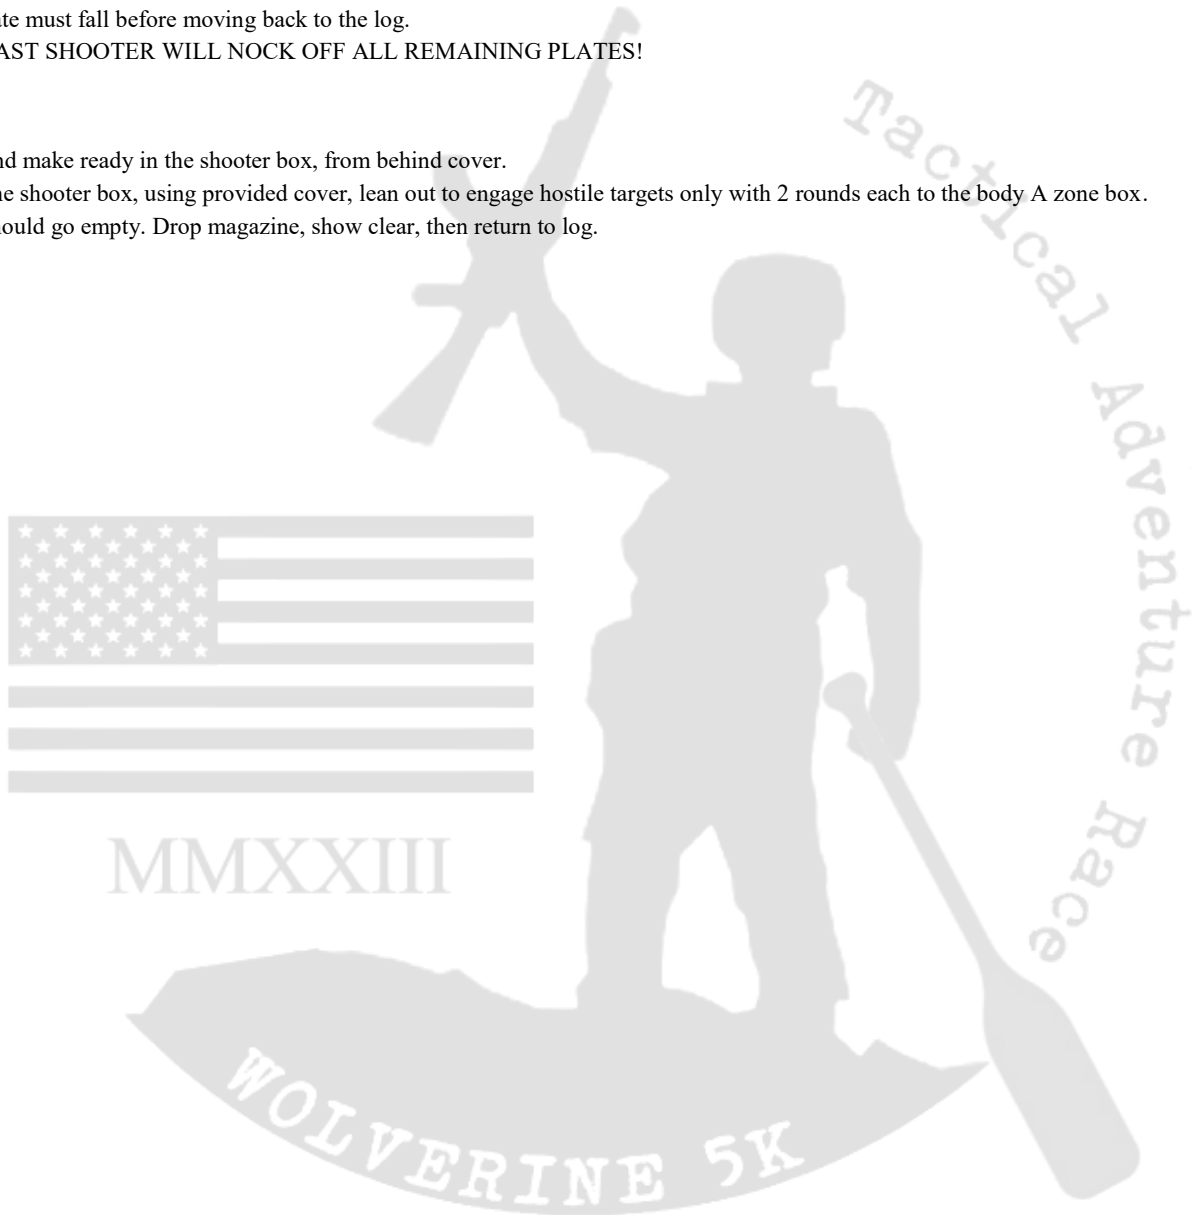 ate must fall before moving back to the log.
AST SHOOTER WILL NOCK OFF ALL REMAINING PLATES!
nd make ready in the shooter box, from behind cover.
he shooter box, using provided cover, lean out to engage hostile targets only with 2 rounds each to the body A zone box.
hould go empty. Drop magazine, show clear, then return to log.
Tactical Adventure Race
MMXXIII
WOLVERINE 5K